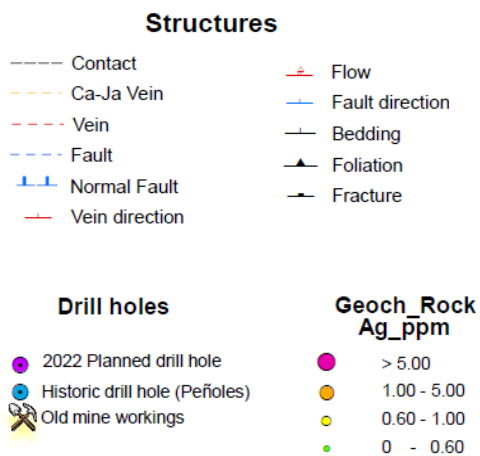 Structures
Contact
Ca-Ja Vein
Vein
Fault
Normal Fault
Vein direction
Flow
Fault direction
Bedding
Foliation
Fracture
Drill holes
2022 Planned drill hole
Historic drill hole (Peñoles)
Old mine workings
Geoch_Rock
Ag_ppm
> 5.00
1.00 - 5.00
0.60 - 1.00
0 - 0.60